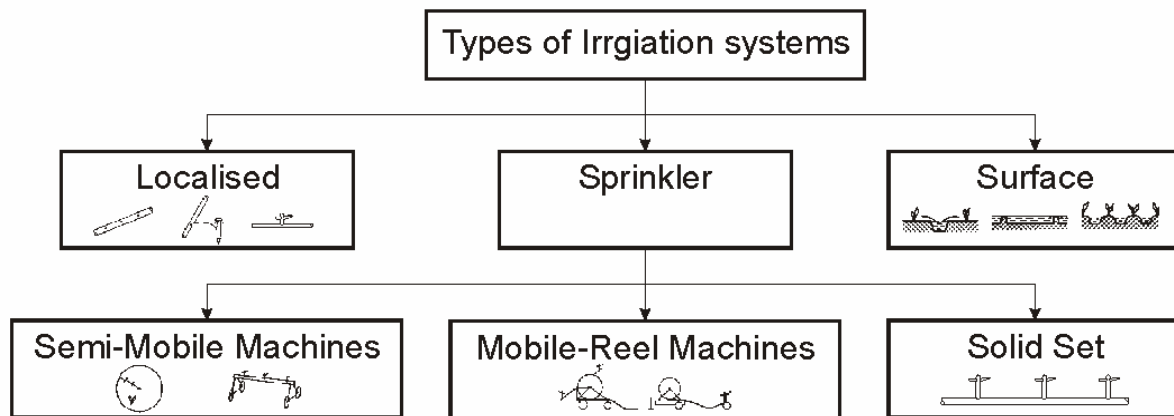 Types of Irrgiation systems
Localised
Sprinkler
Surface
Semi-Mobile Machines
Mobile-Reel Machines
Solid Set